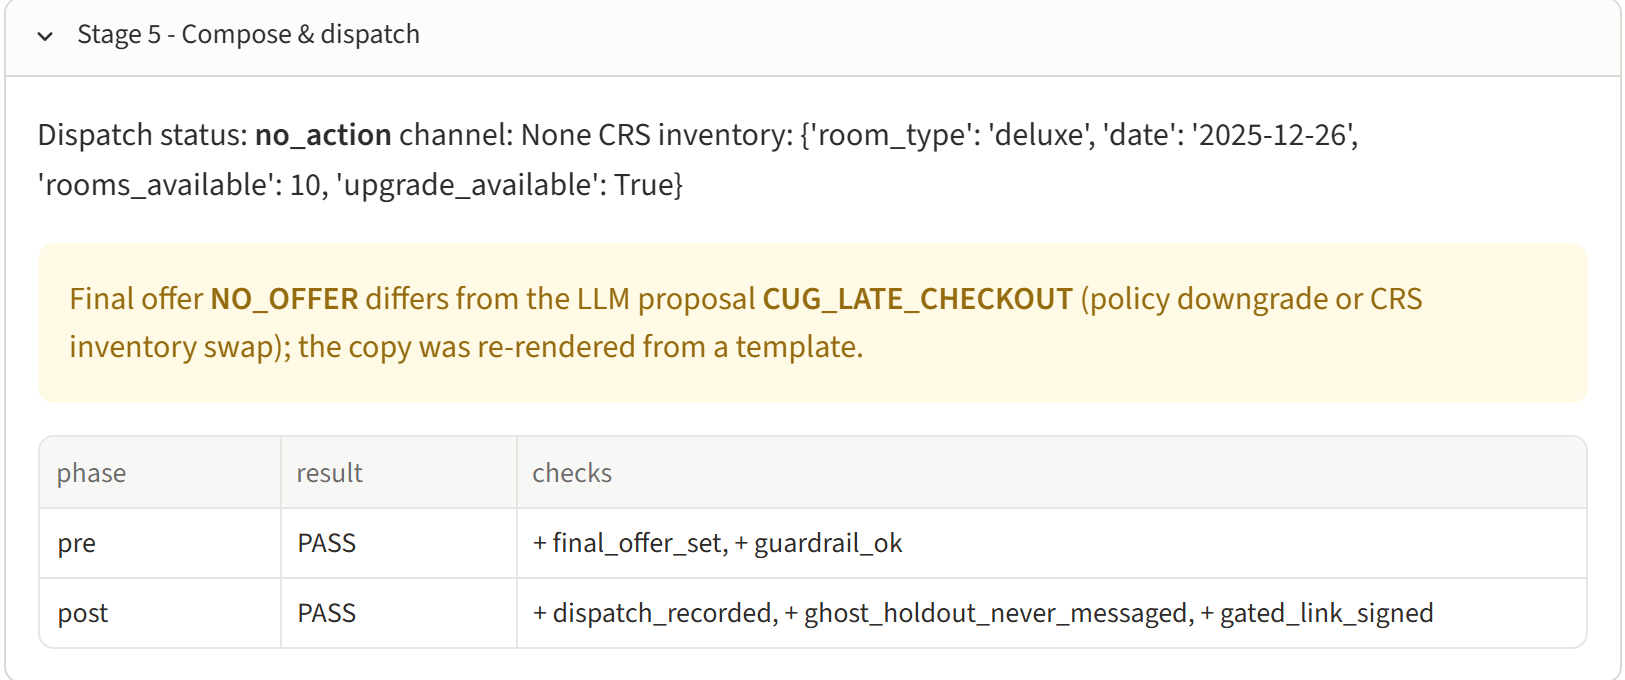 Stage 5 - Compose & dispatch
Dispatch status: no_action channel: None CRS inventory: {'room_type': 'deluxe', 'date': '2025-12-26',
'rooms_available': 10, 'upgrade_available': True}
Final offer NO_OFFER differs from the LLM proposal CUG_LATE_CHECKOUT (policy downgrade or CRS
inventory swap); the copy was re-rendered from a template.
phase result checks
pre PASS + final_offer_set, + guardrail_ok
post PASS + dispatch_recorded, + ghost_holdout_never_messaged, + gated_link_signed